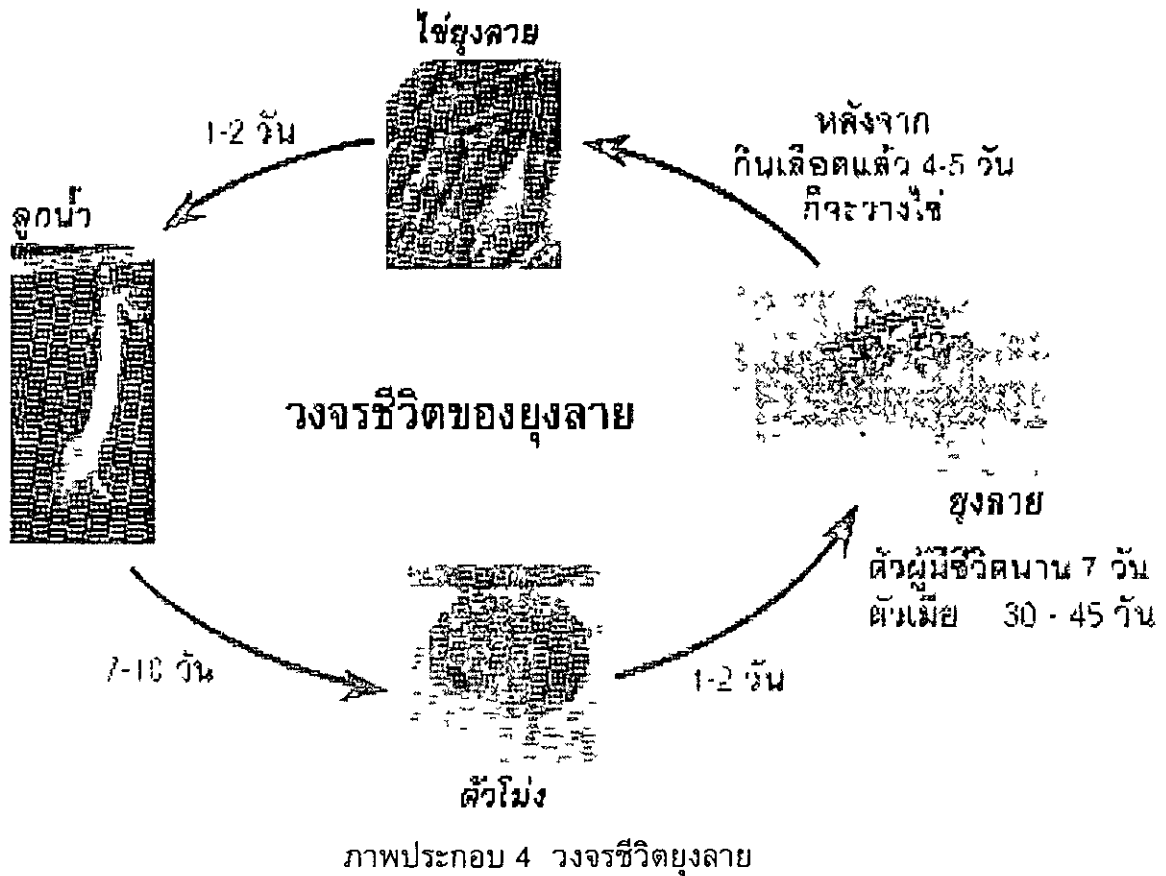 ไข่ยุงลาย
1-2 วัน
หลังจาก
กินเลือดแล้ว 4-5 วัน
ก็จะวางไข่
ลูกน้ำ
วงจรชีวิตของยุงลาย
ยุงลาย
ตัวผู้มีชีวิตนาน 7 วัน
ตัวเมีย 30 - 45 วัน
7-10 วัน
1-2 วัน
ตัวโม่ง
ภาพประกอบ 4 วงจรชีวิตยุงลาย